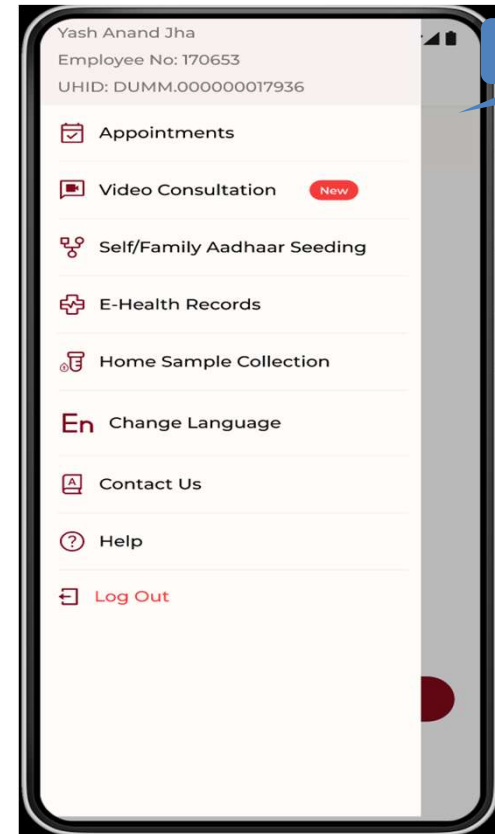 Yash Anand Jha
Employee No: 170653
UHID: DUMM.000000017936
Appointments
Video Consultation New
Self/Family Aadhaar Seeding
E-Health Records
Home Sample Collection
En Change Language
Contact Us
Help
Log Out